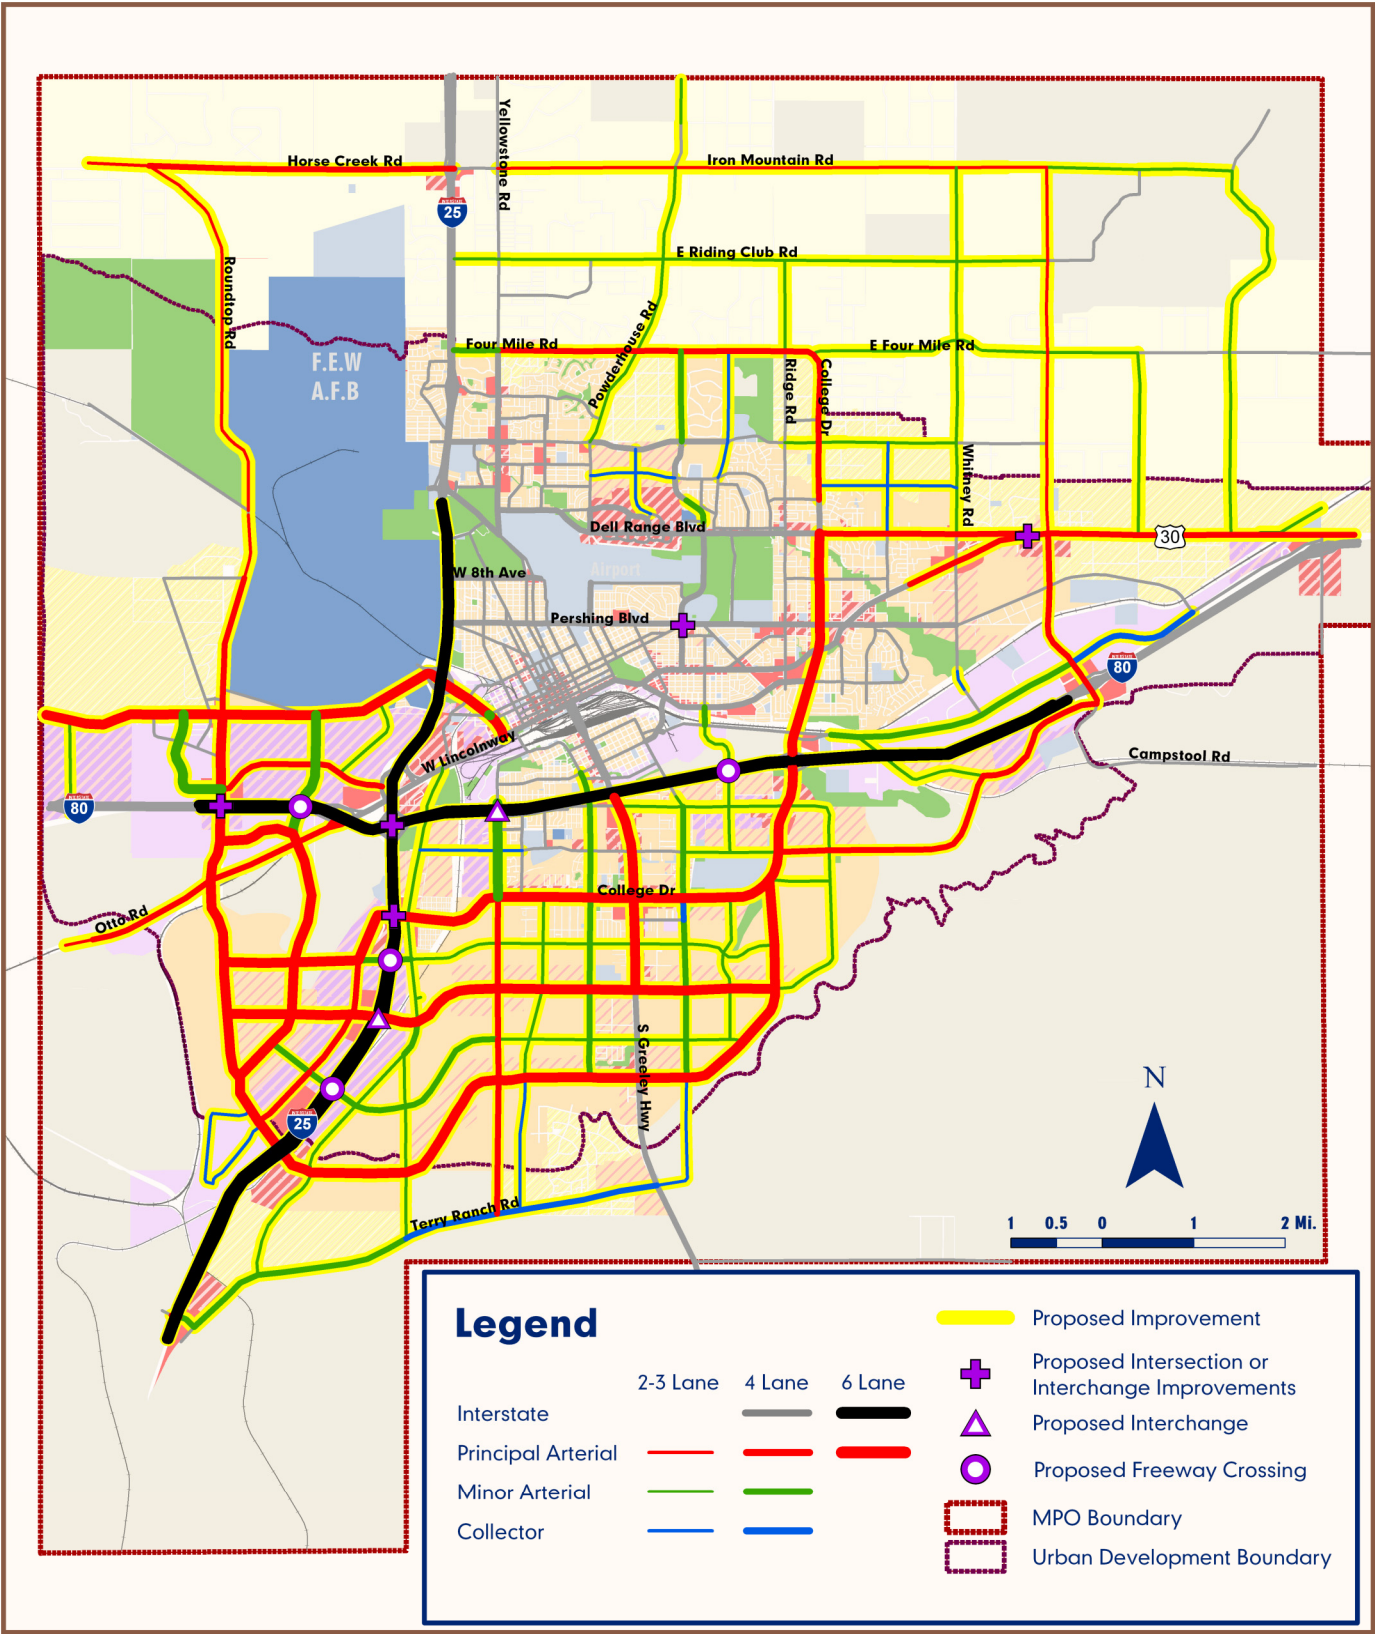 Horse Creek Rd
Yellowstone Rd
Iron Mountain Rd
25
E Riding Club Rd
Roundtop Rd
Powderhouse Rd
Four Mile Rd
E Four Mile Rd
F.E.W
A.F.B
Ridge Rd
College Dr
Whitney Rd
Dell Range Blvd
30
W 8th Ave
Airport
Pershing Blvd
80
W Lincolnway
Campstool Rd
80
College Dr
Otto Rd
S Greeley Hwy
N
25
Terry Ranch Rd
1 0.5 0 1 2 Mi.
Legend
2-3 Lane 4 Lane 6 Lane
Interstate
Principal Arterial
Minor Arterial
Collector
Proposed Improvement
Proposed Intersection or
Interchange Improvements
Proposed Interchange
Proposed Freeway Crossing
MPO Boundary
Urban Development Boundary